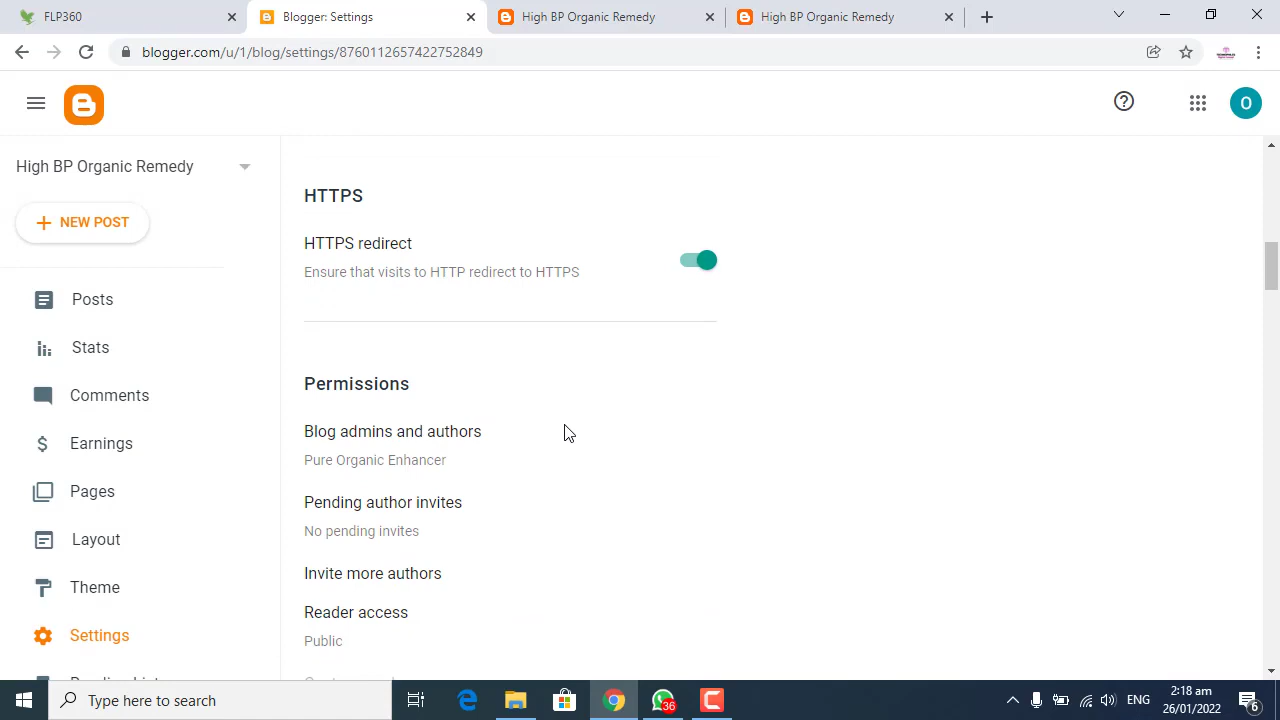 FLP360
Blogger: Settings
High BP Organic Remedy
High BP Organic Remedy
blogger.com/u/1/blog/settings/8760112657422752849
O
High BP Organic Remedy
NEW POST
Posts
Stats
Comments
Earnings
Pages
Layout
Theme
Settings
HTTPS
HTTPS redirect
Ensure that visits to HTTP redirect to HTTPS
Permissions
Blog admins and authors
Pure Organic Enhancer
Pending author invites
No pending invites
Invite more authors
Reader access
Public
Type here to search
36
ENG
2:18 am
26/01/2022
6